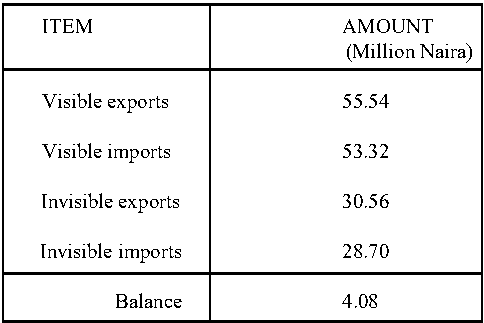 ITEM AMOUNT
(Million Naira)
Visible exports 55.54
Visible imports 53.32
Invisible exports 30.56
Invisible imports 28.70
Balance 4.08